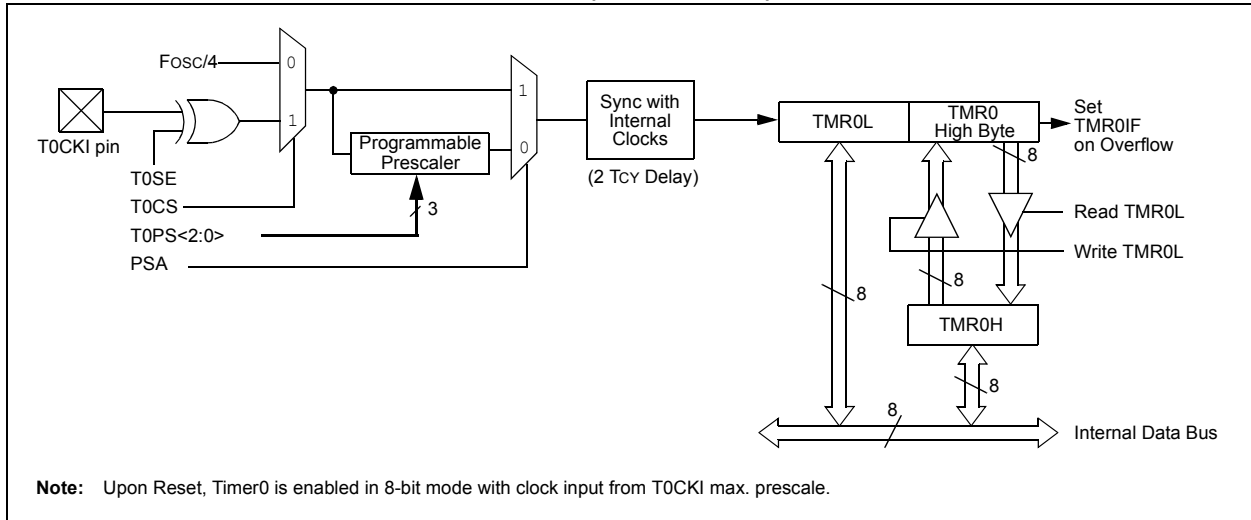 FOSC/4
0
1
T0CKI pin
T0SE
T0CS
T0PS<2:0>
PSA
Programmable
Prescaler
3
1
0
Sync with
Internal
Clocks
(2 TCY Delay)
TMR0L
TMR0
High Byte
Set
TMR0IF
on Overflow
8
Read TMR0L
Write TMR0L
8
8
TMR0H
8
8
Internal Data Bus
Note: Upon Reset, Timer0 is enabled in 8-bit mode with clock input from T0CKI max. prescale.